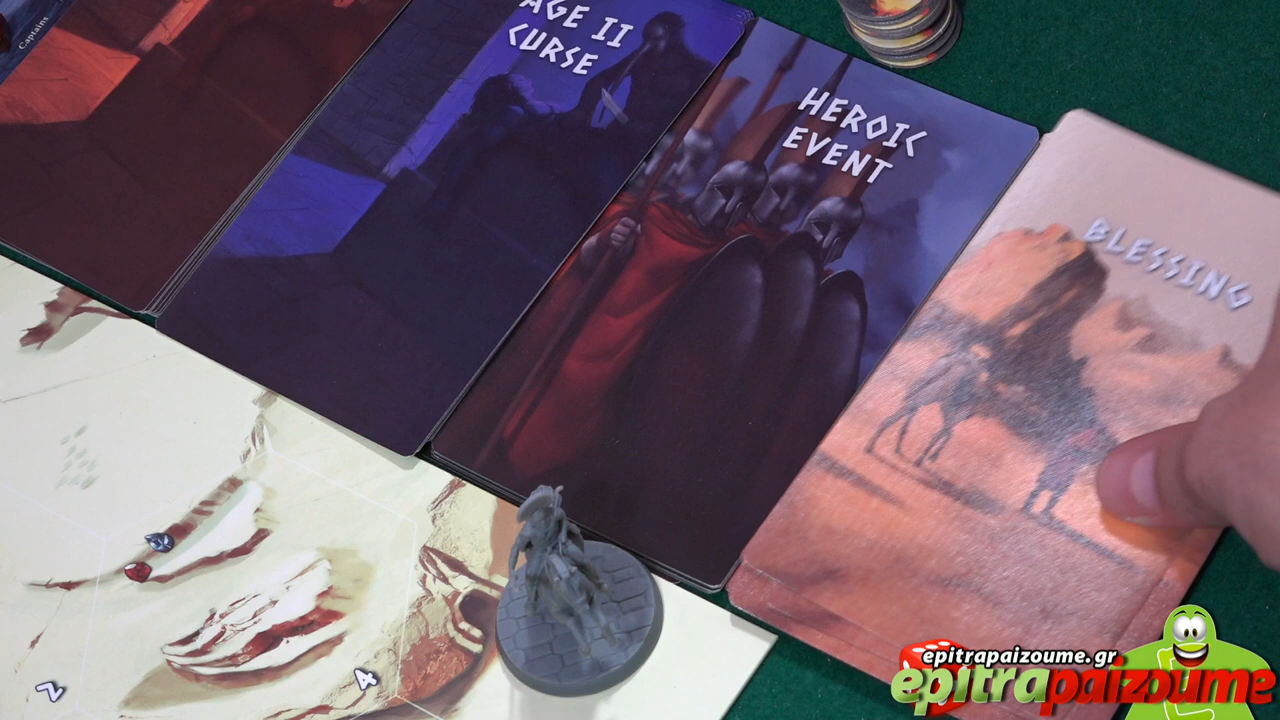 Captains
AGE II
CURSE
HEROIC
EVENT
BLESSING
2
4
epitrapaizoume.gr
epitrapaizoume